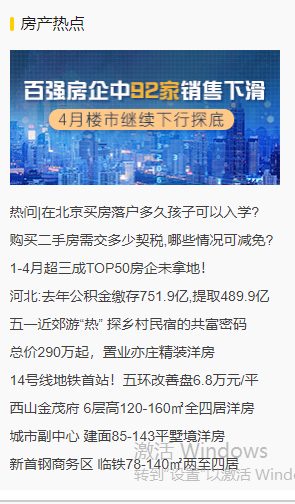 房产热点
百强房企中92家销售下滑
4月楼市继续下行探底
热问|在北京买房落户多久孩子可以入学?
购买二手房需交多少契税,哪些情况可减免?
1-4月超三成TOP50房企未拿地!
河北:去年公积金缴存751.9亿,提取489.9亿
五一近郊游“热” 探乡村民宿的共富密码
总价290万起，置业亦庄精装洋房
14号线地铁首站！五环改善盘6.8万元/平
西山金茂府 6层高120-160㎡全四居洋房
城市副中心 建面85-143平墅境洋房
激活 Windows
新首钢商务区 临铁78-140㎡两至四居
转到“设置”以激活 Windows